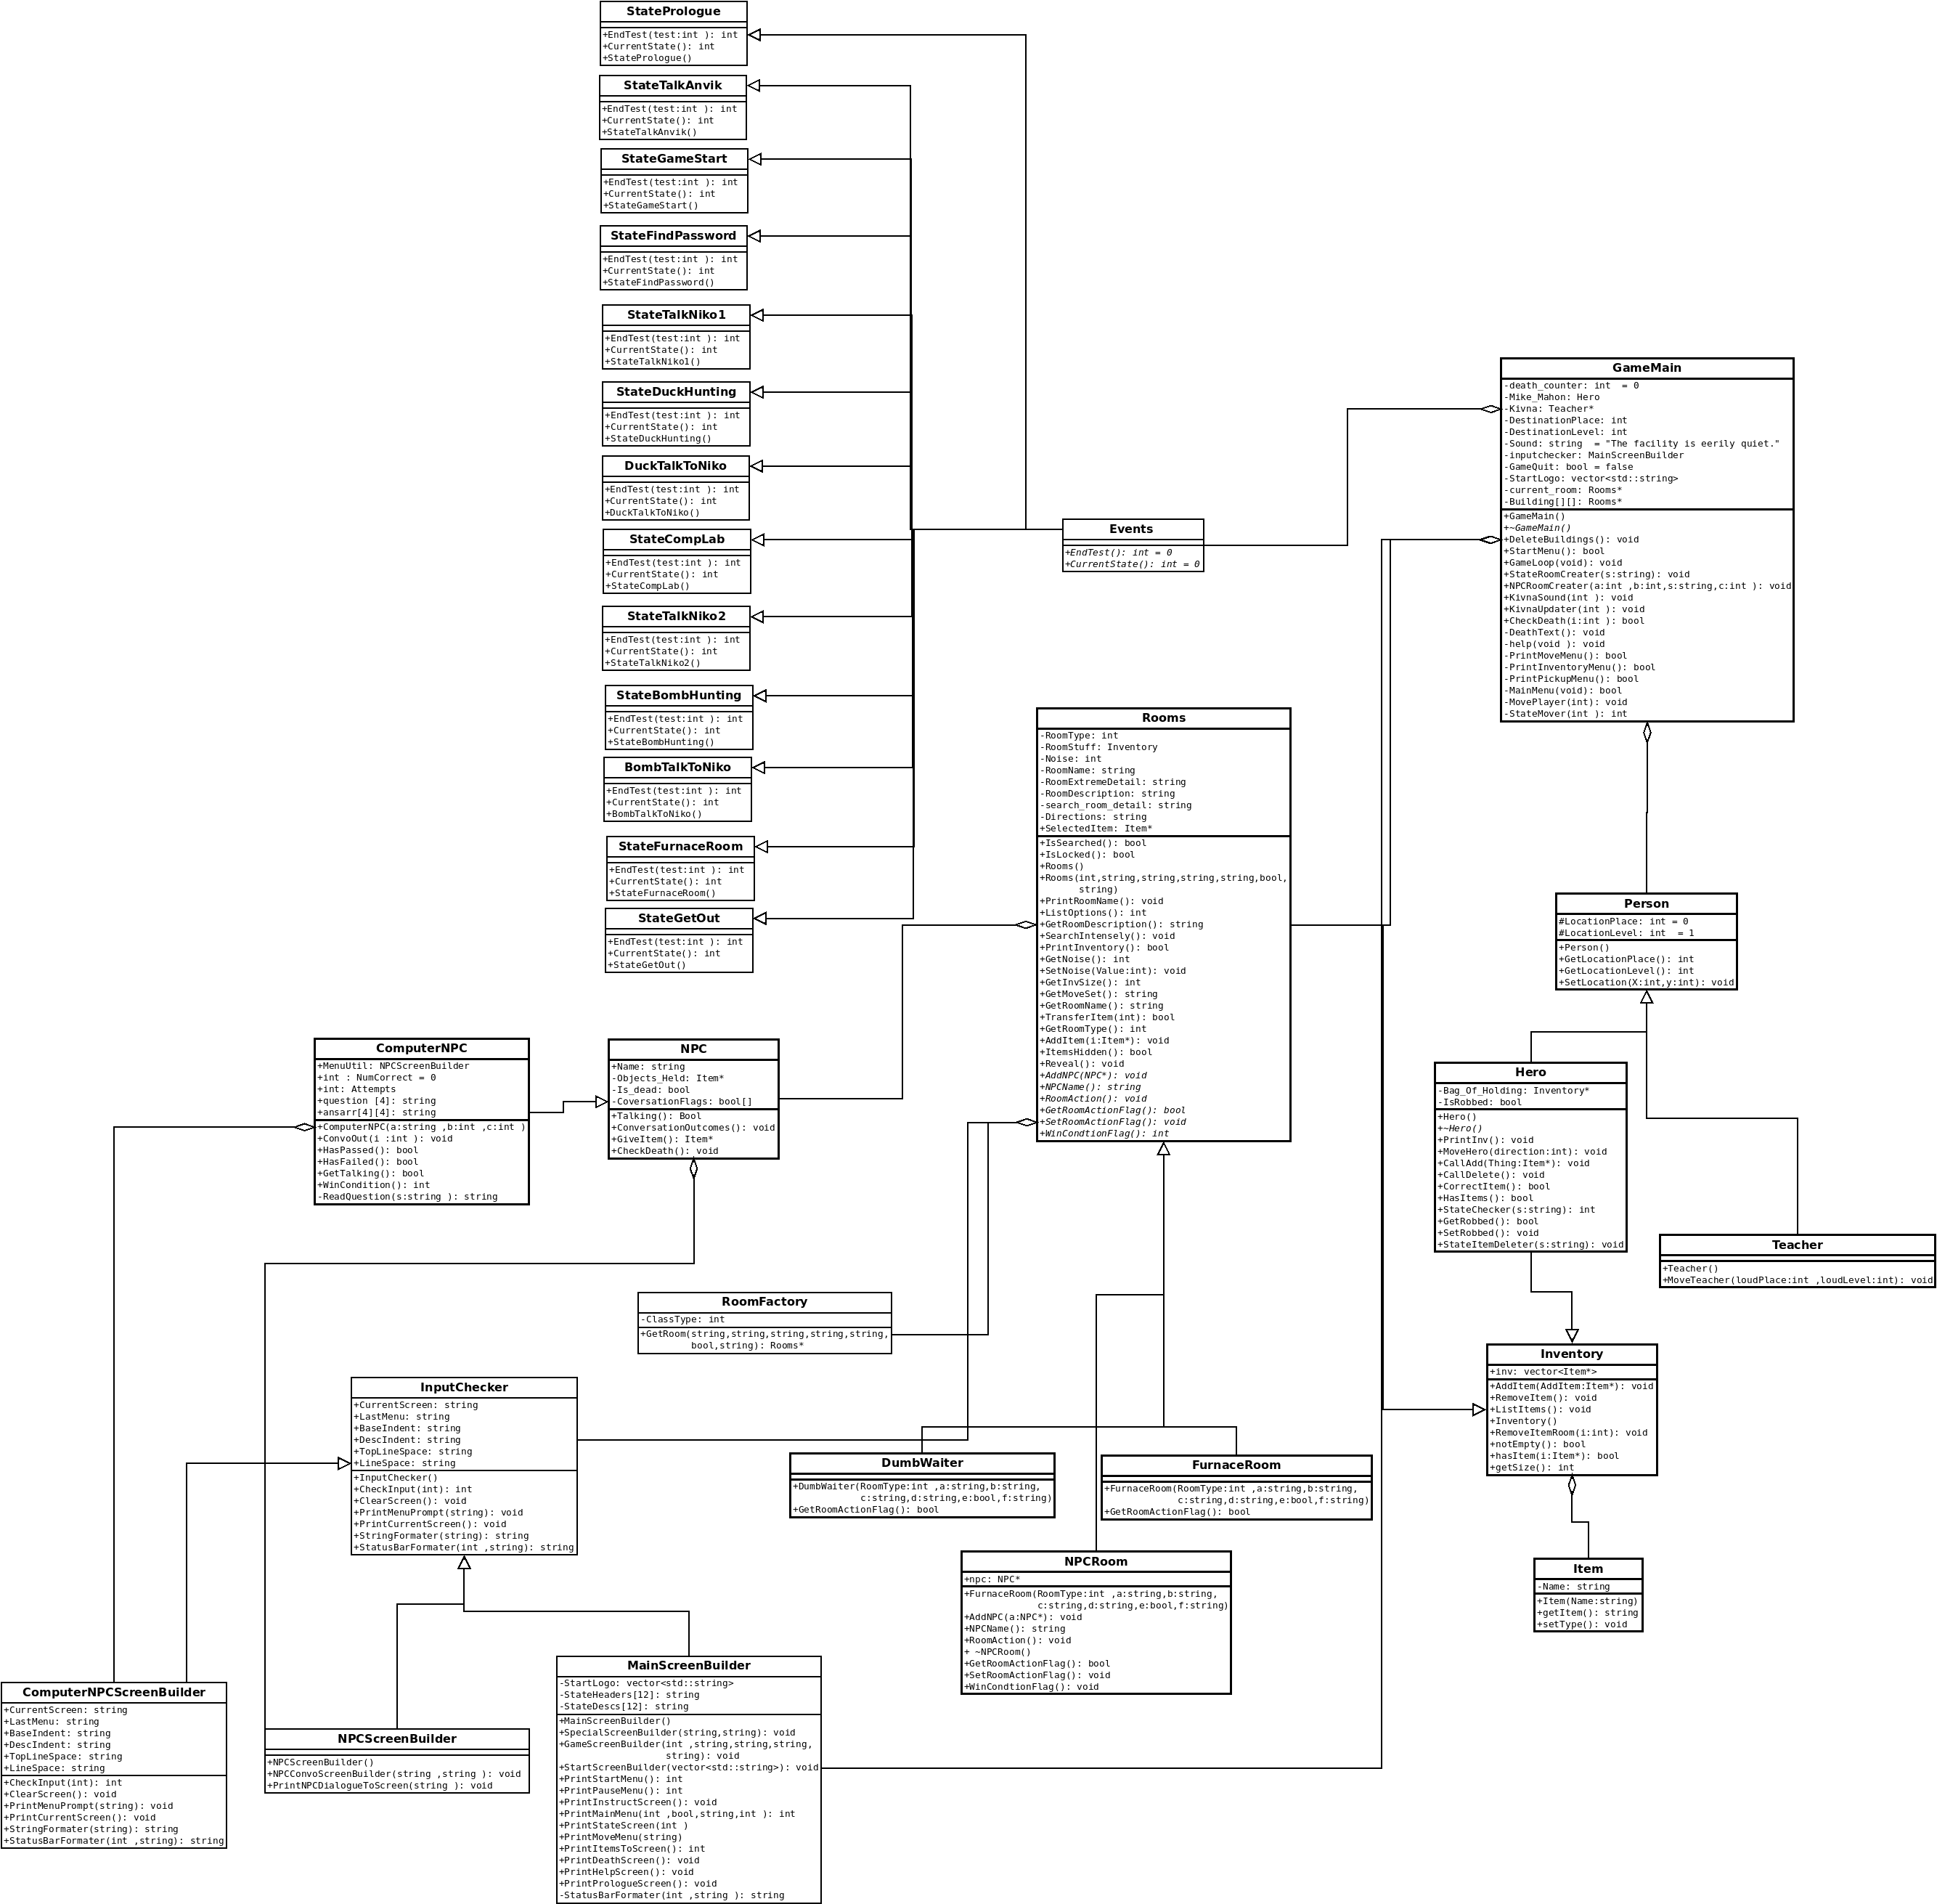 StatePrologue
+EndTest(test:int ): int
+CurrentState(): int
+StatePrologue()
StateTalkAnvik
+EndTest(test:int ): int
+CurrentState(): int
+StateTalkAnvik()
StateGameStart
+EndTest(test:int ): int
+CurrentState(): int
+StateGameStart()
StateFindPassword
+EndTest(test:int ): int
+CurrentState(): int
+StateFindPassword()
StateTalkNiko1
+EndTest(test:int ): int
+CurrentState(): int
+StateTalkNiko1()
StateDuckHunting
+EndTest(test:int ): int
+CurrentState(): int
+StateDuckHunting()
DuckTalkToNiko
+EndTest(test:int ): int
+CurrentState(): int
+DuckTalkToNiko()
StateCompLab
+EndTest(test:int ): int
+CurrentState(): int
+StateCompLab()
StateTalkNiko2
+EndTest(test:int ): int
+CurrentState(): int
+StateTalkNiko2()
StateBombHunting
+EndTest(test:int ): int
+CurrentState(): int
+StateBombHunting()
BombTalkToNiko
+EndTest(test:int ): int
+CurrentState(): int
+BombTalkToNiko()
StateFurnaceRoom
+EndTest(test:int ): int
+CurrentState(): int
+StateFurnaceRoom()
StateGetOut
+EndTest(test:int ): int
+CurrentState(): int
+StateGetOut()
Events
+EndTest(): int = 0
+CurrentState(): int = 0
GameMain
-death_counter: int  = 0
-Mike_Mahon: Hero
-Kivna: Teacher*
-DestinationPlace: int
-DestinationLevel: int
-Sound: string  = "The facility is eerily quiet."
-inputchecker: MainScreenBuilder
-GameQuit: bool = false
-StartLogo: vector<std::string>
-current_room: Rooms*
-Building[][]: Rooms*
+GameMain()
+~GameMain()
+DeleteBuildings(): void
+StartMenu(): bool
+GameLoop(void): void
+StateRoomCreater(s:string): void
+NPCRoomCreater(a:int ,b:int,s:string,c:int ): void
+KivnaSound(int ): void
+KivnaUpdater(int ): void
+CheckDeath(i:int ): bool
-DeathText(): void
-help(void ): void
-PrintMoveMenu(): bool
-PrintInventoryMenu(): bool
-PrintPickupMenu(): bool
-MainMenu(void): bool
-MovePlayer(int): void
-StateMover(int ): int
Rooms
-RoomType: int
-RoomStuff: Inventory
-Noise: int
-RoomName: string
-RoomExtremeDetail: string
-RoomDescription: string
-search_room_detail: string
-Directions: string
+SelectedItem: Item*
+IsSearched(): bool
+IsLocked(): bool
+Rooms()
+Rooms(int,string,string,string,string,bool,
string)
+PrintRoomName(): void
+ListOptions(): int
+GetRoomDescription(): string
+SearchIntensely(): void
+PrintInventory(): bool
+GetNoise(): int
+SetNoise(Value:int): void
+GetInvSize(): int
+GetMoveSet(): string
+GetRoomName(): string
+TransferItem(int): bool
+GetRoomType(): int
+AddItem(i:Item*): void
+ItemsHidden(): bool
+Reveal(): void
+AddNPC(NPC*): void
+NPCName(): string
+RoomAction(): void
+GetRoomActionFlag(): bool
+SetRoomActionFlag(): void
+WinCondtionFlag(): int
Person
#LocationPlace: int = 0
#LocationLevel: int  = 1
+Person()
+GetLocationPlace(): int
+GetLocationLevel(): int
+SetLocation(X:int,y:int): void
ComputerNPC
+MenuUtil: NPCScreenBuilder
+int : NumCorrect = 0
+int: Attempts
+question [4]: string
+ansarr[4][4]: string
+ComputerNPC(a:string ,b:int ,c:int )
+ConvoOut(i :int ): void
+HasPassed(): bool
+HasFailed(): bool
+GetTalking(): bool
+WinCondition(): int
-ReadQuestion(s:string ): string
NPC
+Name: string
-Objects_Held: Item*
-Is_dead: bool
-CoversationFlags: bool[]
+Talking(): Bool
+ConversationOutcomes(): void
+GiveItem(): Item*
+CheckDeath(): void
Hero
-Bag_Of_Holding: Inventory*
-IsRobbed: bool
+Hero()
+~Hero()
+PrintInv(): void
+MoveHero(direction:int): void
+CallAdd(Thing:Item*): void
+CallDelete(): void
+CorrectItem(): bool
+HasItems(): bool
+StateChecker(s:string): int
+GetRobbed(): bool
+SetRobbed(): void
+StateItemDeleter(s:string): void
Teacher
+Teacher()
+MoveTeacher(loudPlace:int ,loudLevel:int): void
RoomFactory
-ClassType: int
+GetRoom(string,string,string,string,string,
bool,string): Rooms*
Inventory
+inv: vector<Item*>
+AddItem(AddItem:Item*): void
+RemoveItem(): void
+ListItems(): void
+Inventory()
+RemoveItemRoom(i:int): void
+notEmpty(): bool
+hasItem(i:Item*): bool
+getSize(): int
InputChecker
+CurrentScreen: string
+LastMenu: string
+BaseIndent: string
+DescIndent: string
+TopLineSpace: string
+LineSpace: string
+InputChecker()
+CheckInput(int): int
+ClearScreen(): void
+PrintMenuPrompt(string): void
+PrintCurrentScreen(): void
+StringFormater(string): string
+StatusBarFormater(int ,string): string
DumbWaiter
+DumbWaiter(RoomType:int ,a:string,b:string,
c:string,d:string,e:bool,f:string)
+GetRoomActionFlag(): bool
FurnaceRoom
+FurnaceRoom(RoomType:int ,a:string,b:string,
c:string,d:string,e:bool,f:string)
+GetRoomActionFlag(): bool
NPCRoom
+npc: NPC*
+FurnaceRoom(RoomType:int ,a:string,b:string,
c:string,d:string,e:bool,f:string)
+AddNPC(a:NPC*): void
+NPCName(): string
+RoomAction(): void
+ ~NPCRoom()
+GetRoomActionFlag(): bool
+SetRoomActionFlag(): void
+WinCondtionFlag(): void
Item
-Name: string
+Item(Name:string)
+getItem(): string
+setType(): void
ComputerNPCScreenBuilder
+CurrentScreen: string
+LastMenu: string
+BaseIndent: string
+DescIndent: string
+TopLineSpace: string
+LineSpace: string
+CheckInput(int): int
+ClearScreen(): void
+PrintMenuPrompt(string): void
+PrintCurrentScreen(): void
+StringFormater(string): string
+StatusBarFormater(int ,string): string
NPCScreenBuilder
+NPCScreenBuilder()
+NPCConvoScreenBuilder(string ,string ): void
+PrintNPCDialogueToScreen(string ): void
MainScreenBuilder
-StartLogo: vector<std::string>
-StateHeaders[12]: string
-StateDescs[12]: string
+MainScreenBuilder()
+SpecialScreenBuilder(string,string): void
+GameScreenBuilder(int ,string,string,string,
string): void
+StartScreenBuilder(vector<std::string>): void
+PrintStartMenu(): int
+PrintPauseMenu(): int
+PrintInstructScreen(): void
+PrintMainMenu(int ,bool,string,int ): int
+PrintStateScreen(int )
+PrintMoveMenu(string)
+PrintItemsToScreen(): int
+PrintDeathScreen(): void
+PrintHelpScreen(): void
+PrintPrologueScreen(): void
-StatusBarFormater(int ,string ): string